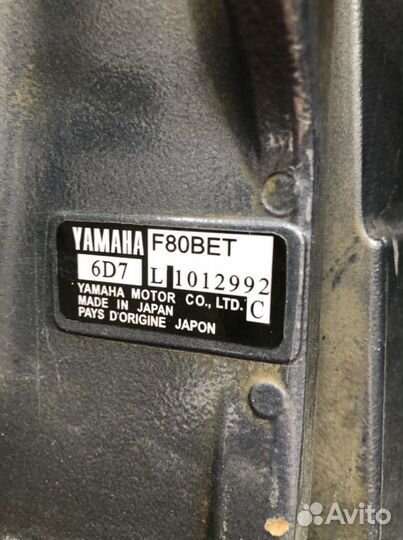 YAMAHA F80BET
6D7 L 1012992
YAMAHA MOTOR CO., LTD. C
MADE IN JAPAN
PAYS D'ORIGINE JAPON
Avito